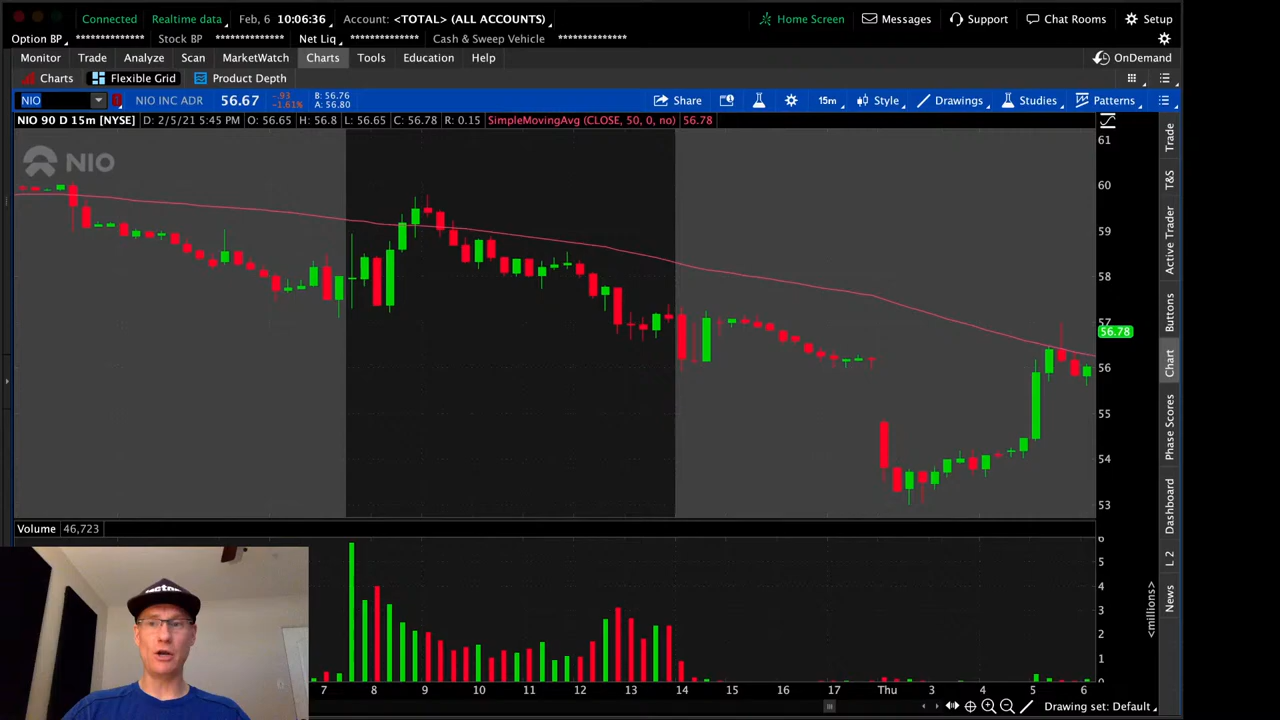 Connected Realtime data Feb, 6 10:06:36 Account: <TOTAL> (ALL ACCOUNTS) Home Screen Messages Support Chat Rooms Setup
Option BP ************** Stock BP ************** Net Liq ************** Cash & Sweep Vehicle **************
Monitor Trade Analyze Scan MarketWatch Charts Tools Education Help OnDemand
Charts Flexible Grid Product Depth
NIO NIO INC ADR 56.67 -.93 -1.61% B: 56.76 A: 56.80 Share 15m Style Drawings Studies Patterns
NIO 90 D 15m [NYSE] D: 2/5/21 5:45 PM O: 56.65 H: 56.8 L: 56.65 C: 56.78 R: 0.15 SimpleMovingAvg (CLOSE, 50, 0, no) 56.78
NIO
61
60
59
58
57
56.78
56
55
54
53
Trade
T&S
Active Trader
Buttons
Chart
Phase Scores
Dashboard
L 2
News
Volume 46,723
6
5
4
3
2
1
0
<millions>
7 8 9 10 11 12 13 14 15 16 17 Thu 3 4 5 6
Drawing set: Default